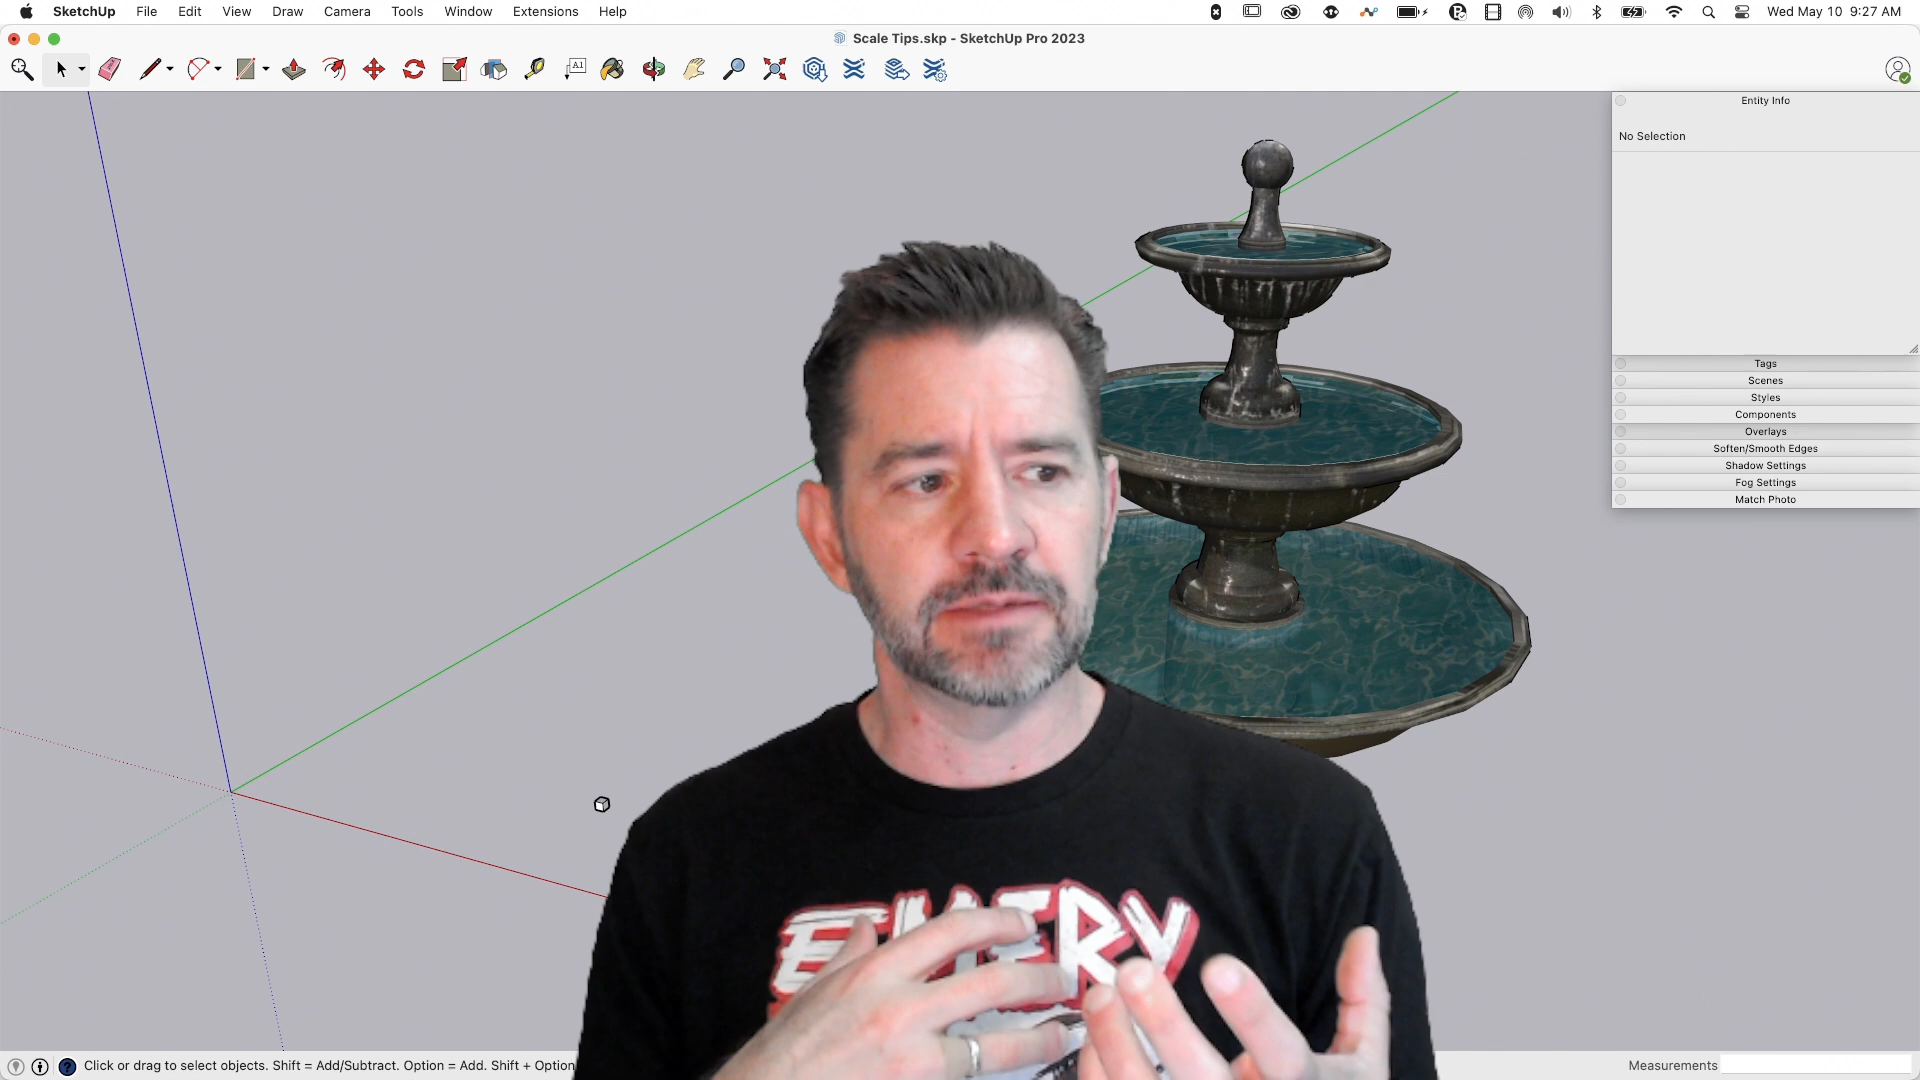 SketchUp File Edit View Draw Camera Tools Window Extensions Help Wed May 10 9:27 AM
Scale Tips.skp - SketchUp Pro 2023
A1
Entity Info
No Selection
Tags
Scenes
Styles
Components
Overlays
Soften/Smooth Edges
Shadow Settings
Fog Settings
Match Photo
EMERY
Click or drag to select objects. Shift = Add/Subtract. Option = Add. Shift + Option
Measurements